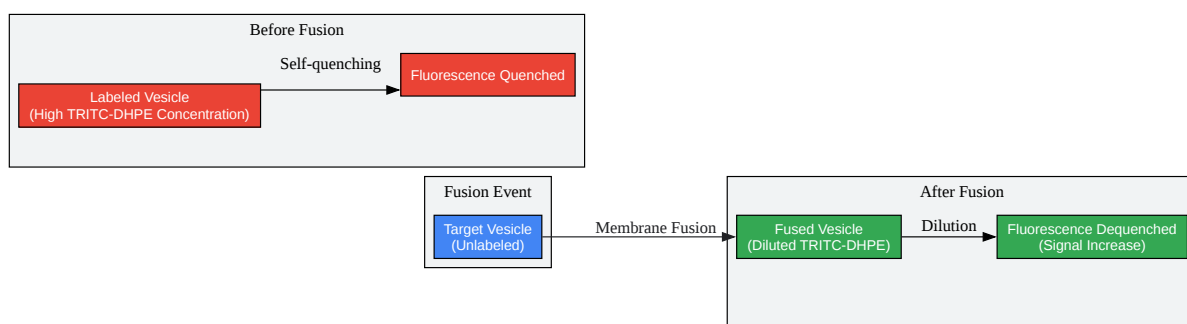 Before Fusion
Self-quenching
Fluorescence Quenched
Labeled Vesicle
(High TRITC-DHPE Concentration)
Fusion Event
Target Vesicle
(Unlabeled)
Membrane Fusion
After Fusion
Fused Vesicle
(Diluted TRITC-DHPE)
Dilution
Fluorescence Dequenched
(Signal Increase)